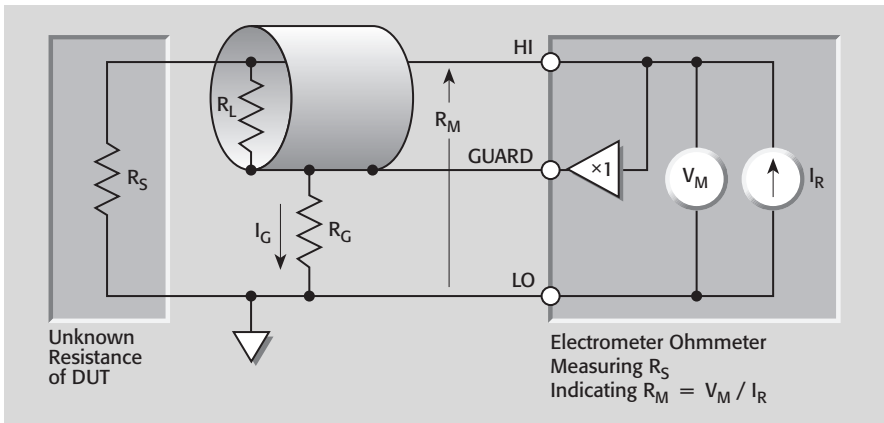 HI
R_L
R_M
GUARD
×1
V_M
I_R
R_S
I_G
R_G
LO
Unknown
Resistance
of DUT
Electrometer Ohmmeter
Measuring R_S
Indicating R_M = V_M / I_R